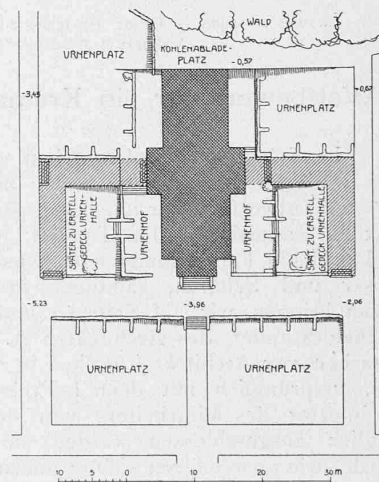 WALD
URNENPLATZ
KOHLENABLADE-
PLATZ
-0,57
-3,45
-0,67
URNENPLATZ
SPÄTER ZU ERSTELL.
GEDECK. URNEN-
HALLE
URNENHOF
URNENHOF
SPÄT. ZU ERSTELL.
GEDECK. URNENHALLE
-5.23
-3,96
-2,06
URNENPLATZ
URNENPLATZ
10 5 0 10 20 30 m